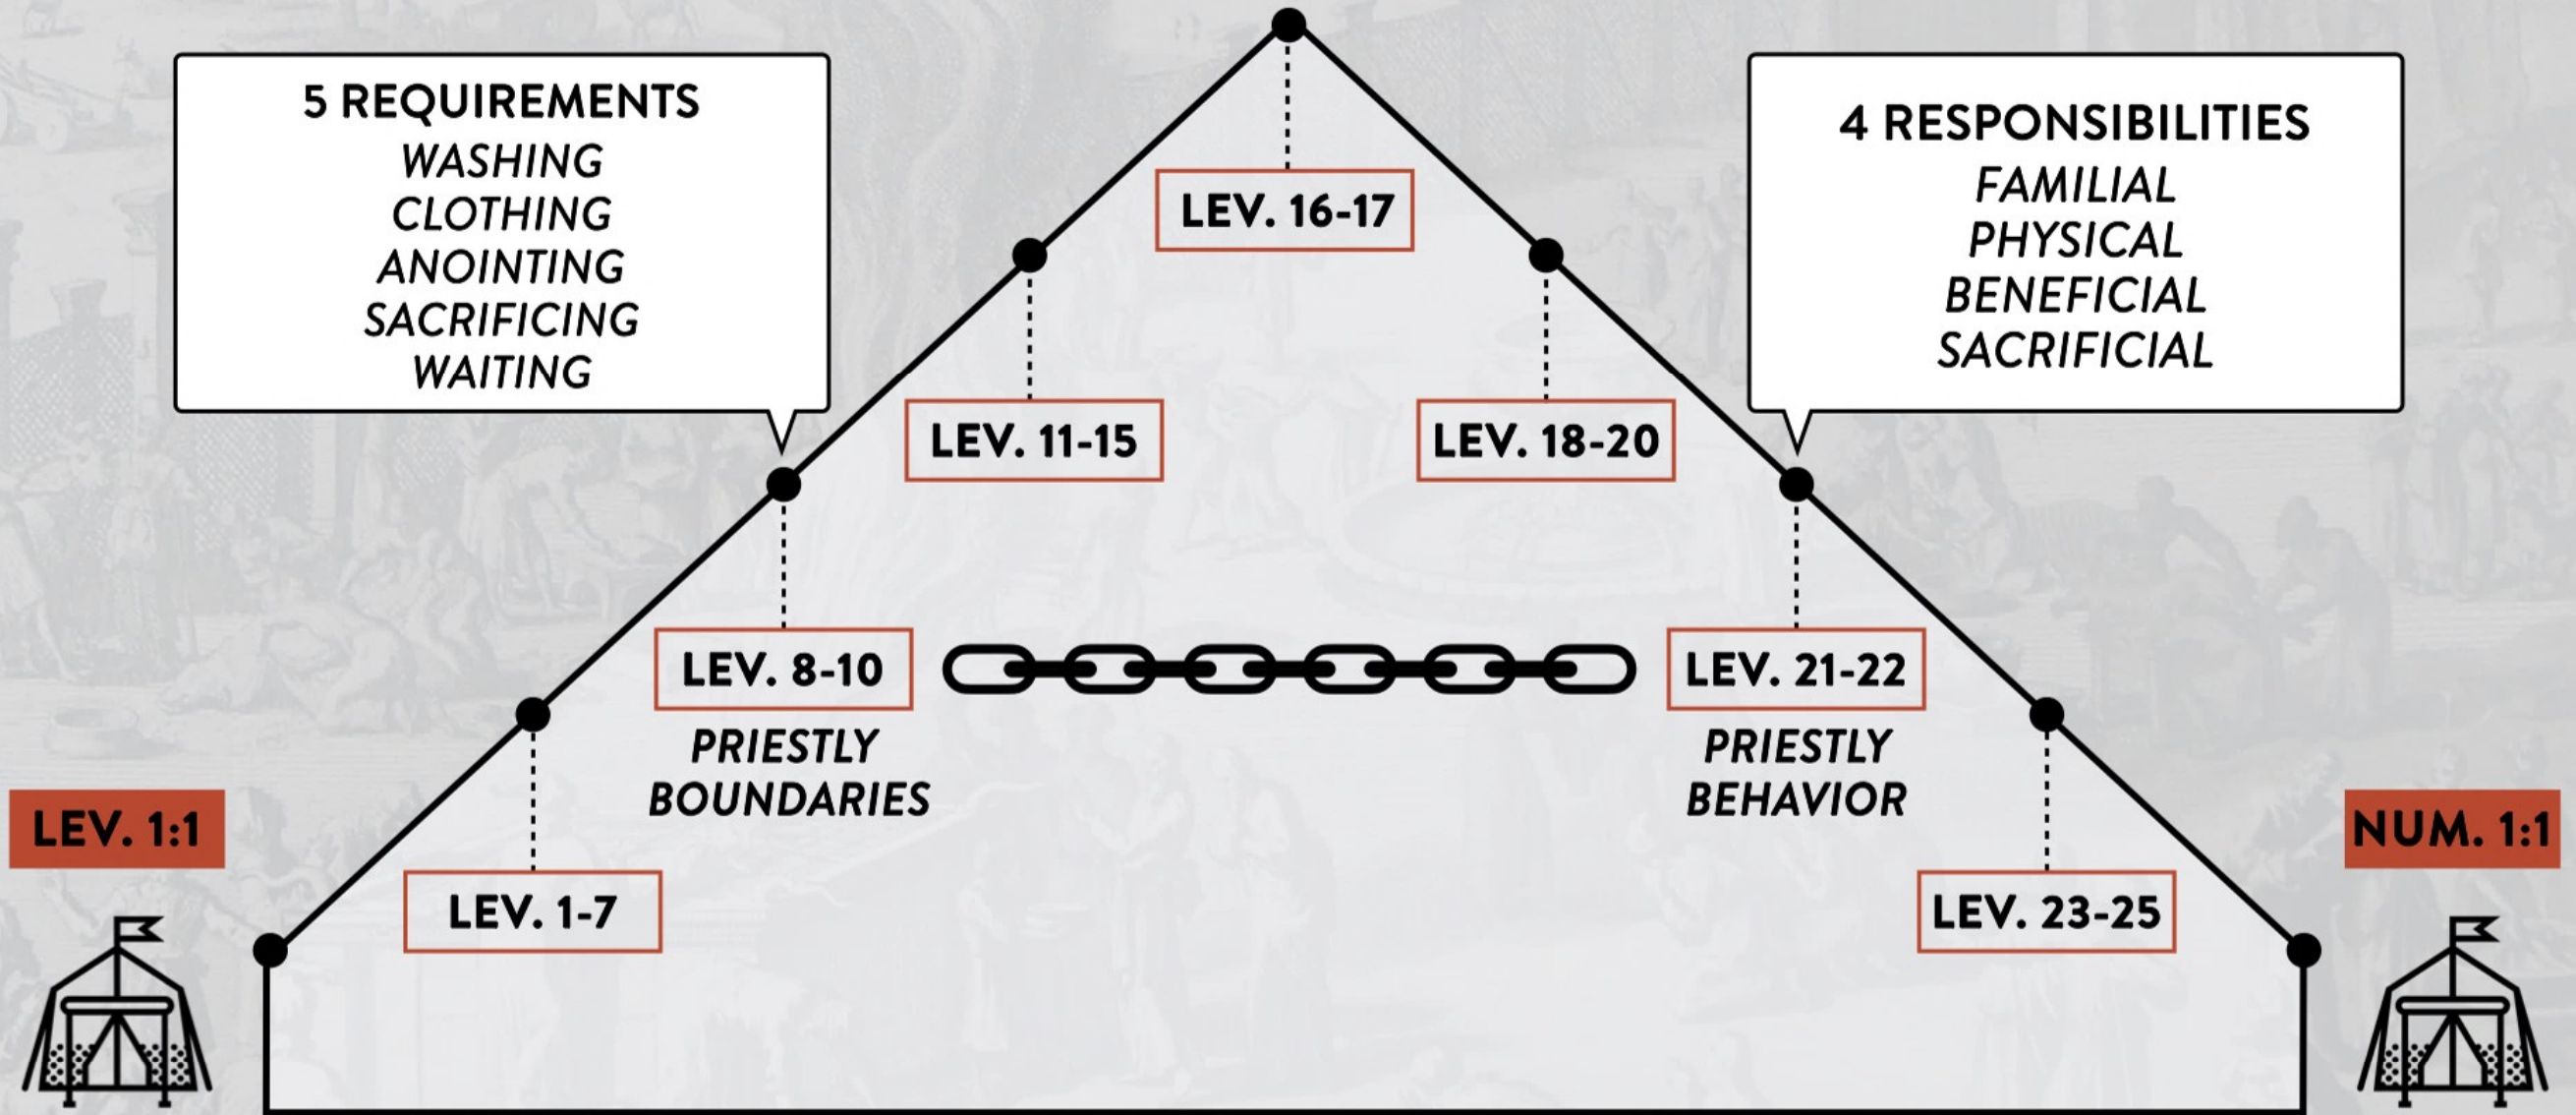 5 REQUIREMENTS
WASHING
CLOTHING
ANOINTING
SACRIFICING
WAITING
4 RESPONSIBILITIES
FAMILIAL
PHYSICAL
BENEFICIAL
SACRIFICIAL
LEV. 16-17
LEV. 11-15
LEV. 18-20
LEV. 8-10
PRIESTLY
BOUNDARIES
LEV. 21-22
PRIESTLY
BEHAVIOR
LEV. 1:1
NUM. 1:1
LEV. 1-7
LEV. 23-25